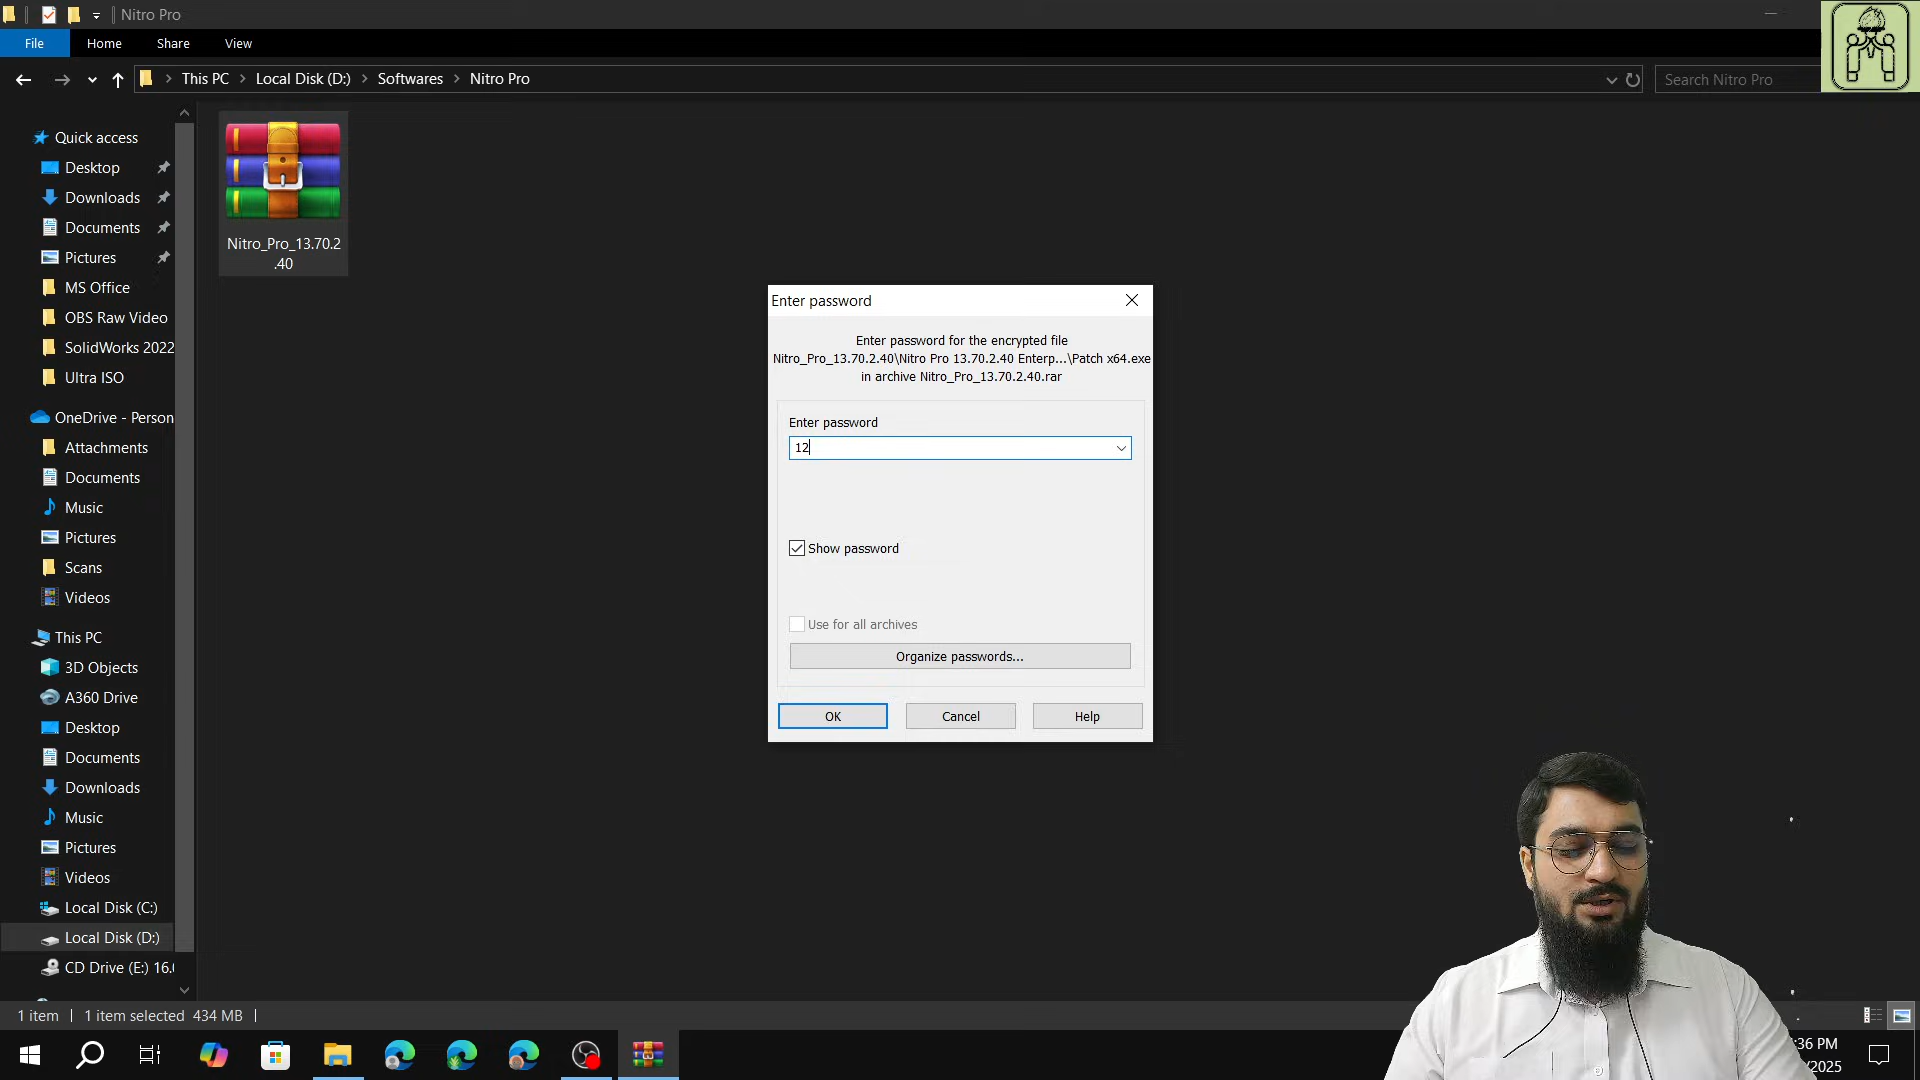 Nitro Pro
File Home Share View
This PC Local Disk (D:) Softwares Nitro Pro
Search Nitro Pro
Quick access
Desktop
Downloads
Documents
Pictures
MS Office
OBS Raw Video
SolidWorks 2022
Ultra ISO
OneDrive - Person
Attachments
Documents
Music
Pictures
Scans
Videos
This PC
3D Objects
A360 Drive
Desktop
Documents
Downloads
Music
Pictures
Videos
Local Disk (C:)
Local Disk (D:)
CD Drive (E:) 16.0
Nitro_Pro_13.70.2
.40
Enter password
Enter password for the encrypted file
Nitro_Pro_13.70.2.40\Nitro Pro 13.70.2.40 Enterp...\Patch x64.exe
in archive Nitro_Pro_13.70.2.40.rar
Enter password
12
Show password
Use for all archives
Organize passwords...
OK Cancel Help
1 item 1 item selected 434 MB
:36 PM
/2025